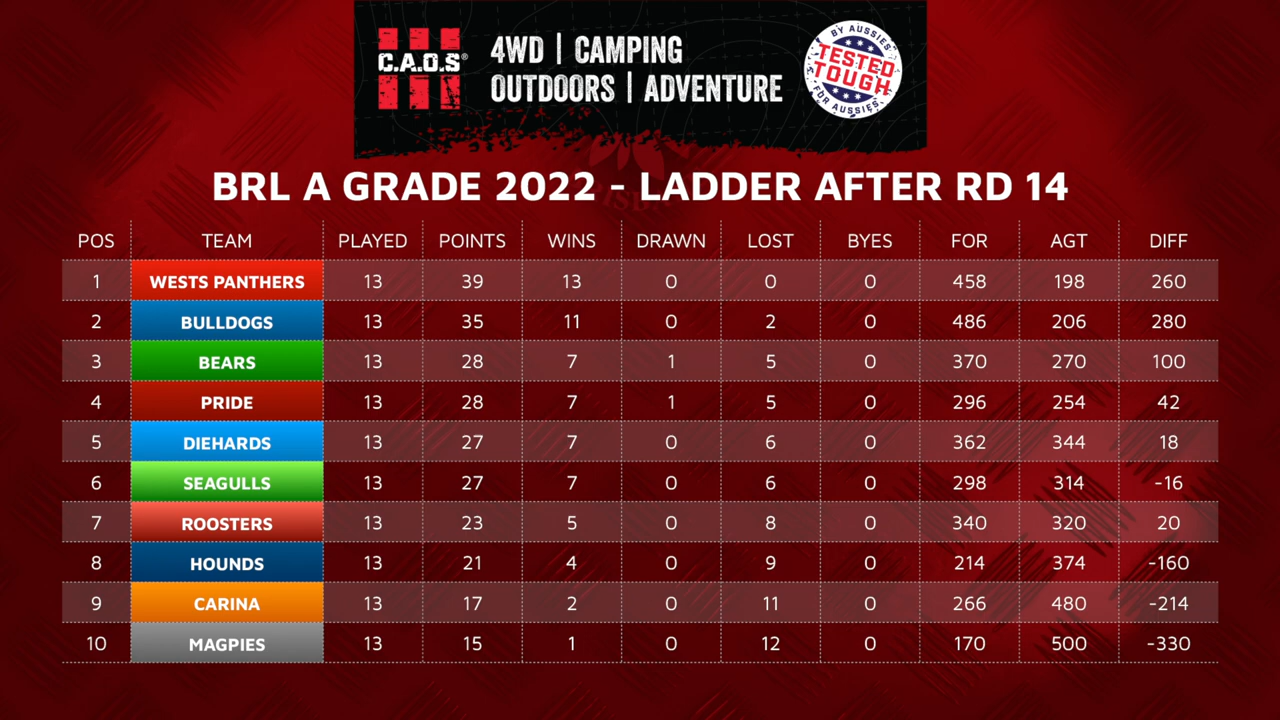 C.A.O.S®
4WD | CAMPING
OUTDOORS | ADVENTURE
BY AUSSIES
TESTED
TOUGH
FOR AUSSIES
BRL A GRADE 2022 - LADDER AFTER RD 14
POS TEAM PLAYED POINTS WINS DRAWN LOST BYES FOR AGT DIFF
1 WESTS PANTHERS 13 39 13 0 0 0 458 198 260
2 BULLDOGS 13 35 11 0 2 0 486 206 280
3 BEARS 13 28 7 1 5 0 370 270 100
4 PRIDE 13 28 7 1 5 0 296 254 42
5 DIEHARDS 13 27 7 0 6 0 362 344 18
6 SEAGULLS 13 27 7 0 6 0 298 314 -16
7 ROOSTERS 13 23 5 0 8 0 340 320 20
8 HOUNDS 13 21 4 0 9 0 214 374 -160
9 CARINA 13 17 2 0 11 0 266 480 -214
10 MAGPIES 13 15 1 0 12 0 170 500 -330